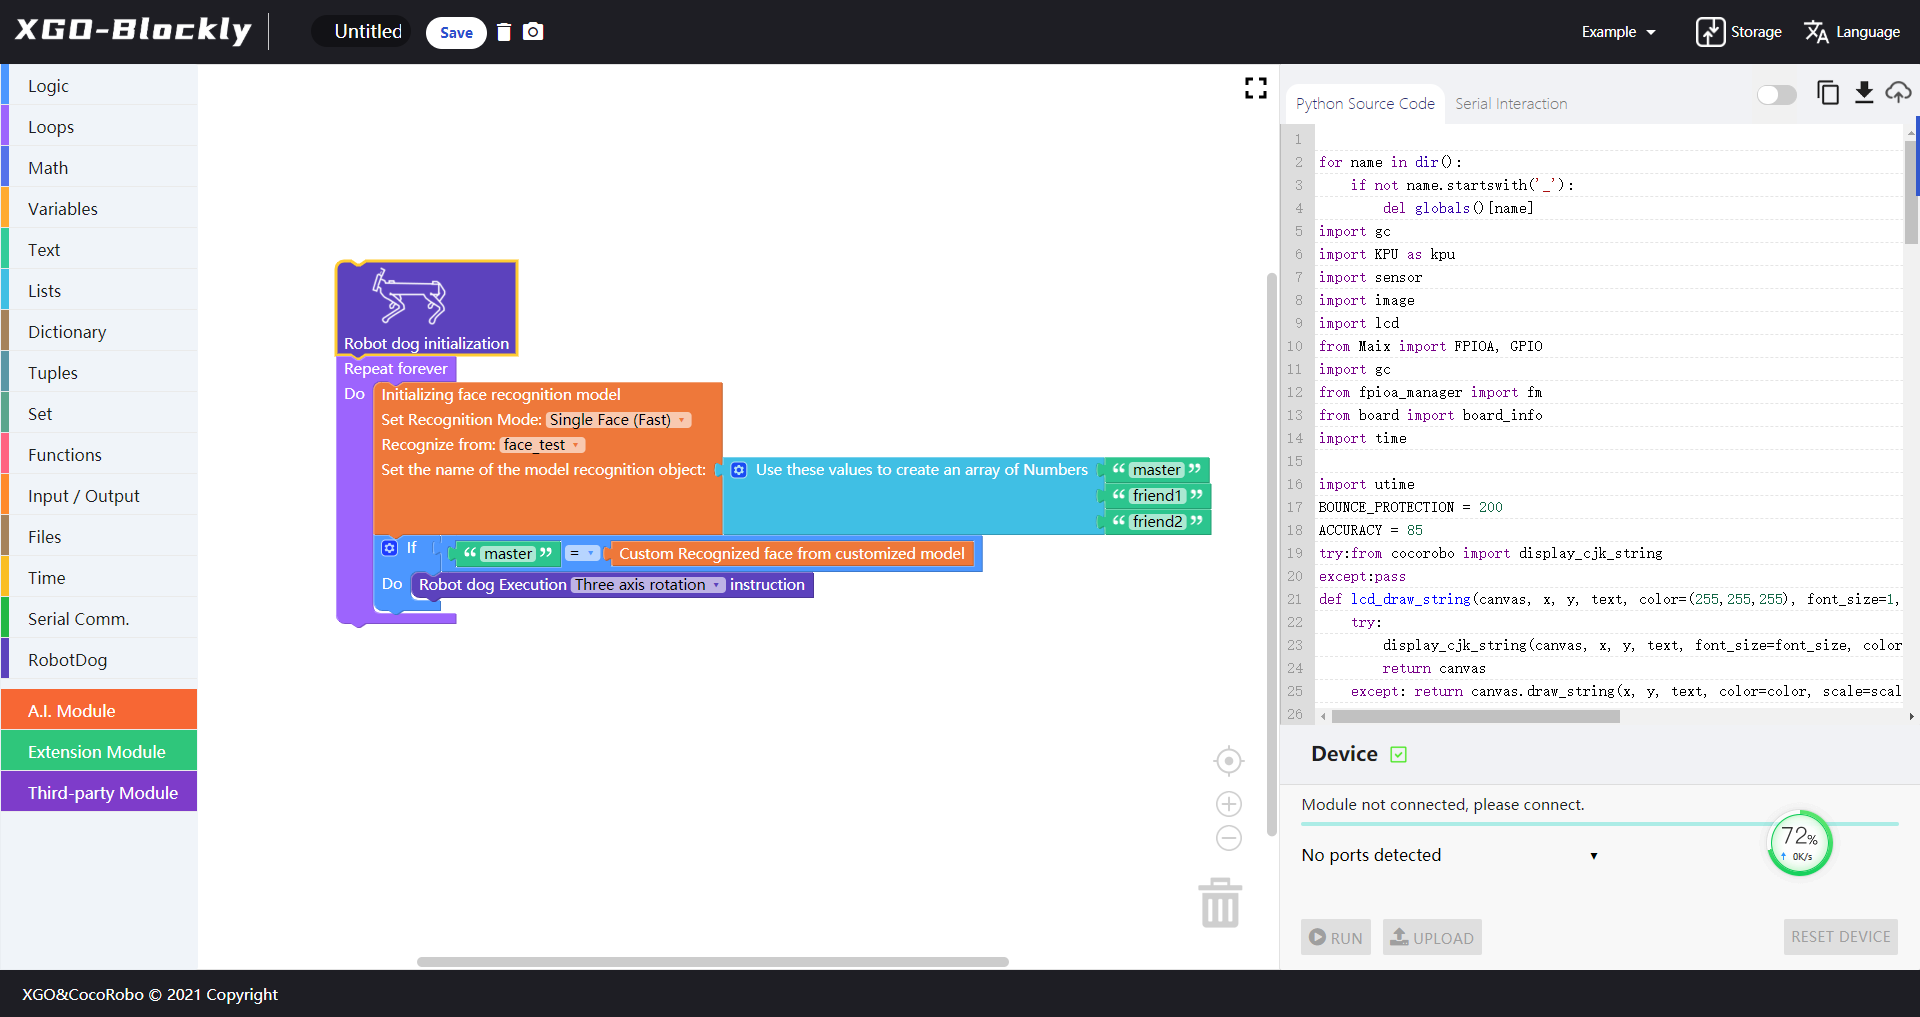 XGO-Blockly
Untitled
Save
Example
Storage
Language
Logic
Loops
Math
Variables
Text
Lists
Dictionary
Tuples
Set
Functions
Input / Output
Files
Time
Serial Comm.
RobotDog
A.I. Module
Extension Module
Third-party Module
Robot dog initialization
Repeat forever
Do
Initializing face recognition model
Set Recognition Mode: Single Face (Fast)
Recognize from: face_test
Set the name of the model recognition object: Use these values to create an array of Numbers “ master ”
“ friend1 ”
“ friend2 ”
If “ master ” = Custom Recognized face from customized model
Do Robot dog Execution Three axis rotation instruction
Python Source Code
Serial Interaction
1
2 for name in dir():
3 if not name.startswith('_'):
4 del globals()[name]
5 import gc
6 import KPU as kpu
7 import sensor
8 import image
9 import lcd
10 from Maix import FPIOA, GPIO
11 import gc
12 from fpioa_manager import fm
13 from board import board_info
14 import time
15
16 import utime
17 BOUNCE_PROTECTION = 200
18 ACCURACY = 85
19 try:from cocorobo import display_cjk_string
20 except:pass
21 def lcd_draw_string(canvas, x, y, text, color=(255,255,255), font_size=1,
22 try:
23 display_cjk_string(canvas, x, y, text, font_size=font_size, color
24 return canvas
25 except: return canvas.draw_string(x, y, text, color=color, scale=scal
26
Device
Module not connected, please connect.
72%
0K/s
No ports detected
RUN
UPLOAD
RESET DEVICE
XGO&CocoRobo © 2021 Copyright